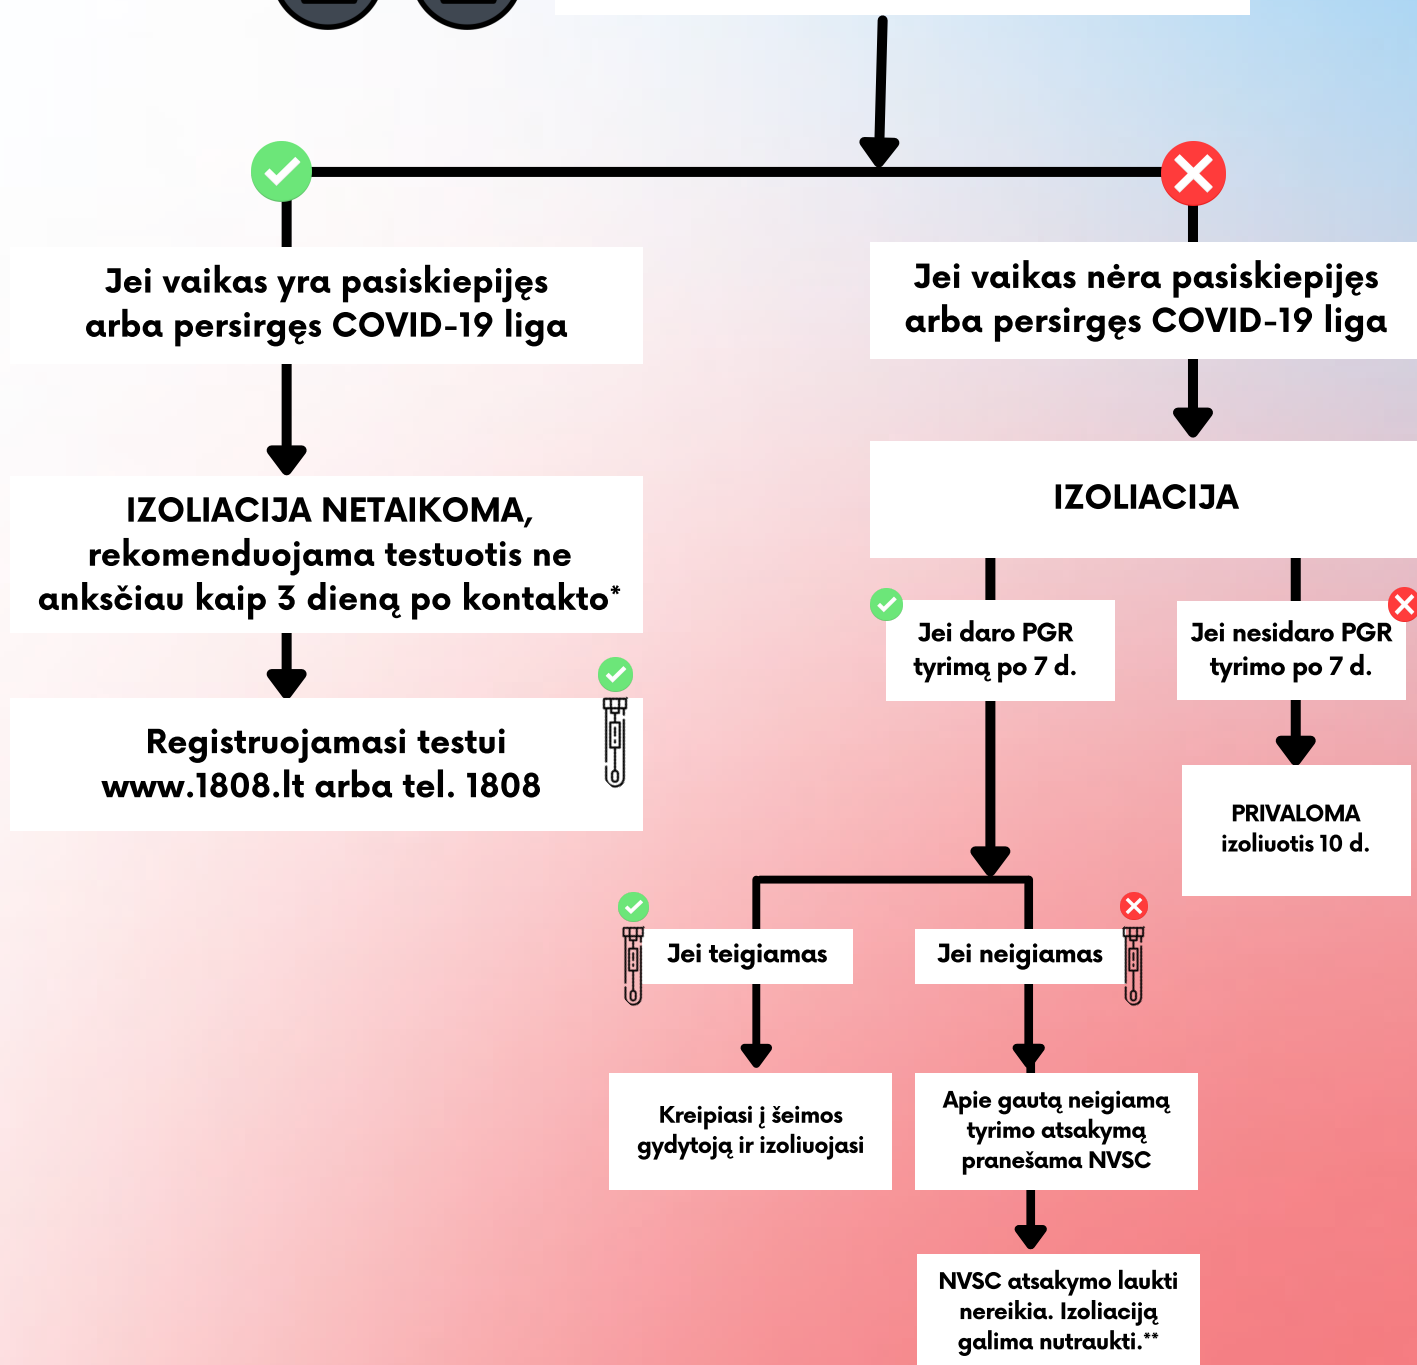 Jei vaikas yra pasiskiepijęs
arba persirgęs COVID-19 liga
IZOLIACIJA NETAIKOMA,
rekomenduojama testuotis ne
anksčiau kaip 3 dieną po kontakto*
Registruojamasi testui
www.1808.lt arba tel. 1808
Jei vaikas nėra pasiskiepijęs
arba persirgęs COVID-19 liga
IZOLIACIJA
Jei daro PGR
tyrimą po 7 d.
Jei nesidaro PGR
tyrimo po 7 d.
PRIVALOMA
izoliuotis 10 d.
Jei teigiamas
Jei neigiamas
Kreipiasi į šeimos
gydytoją ir izoliuojasi
Apie gautą neigiamą
tyrimo atsakymą
pranešama NVSC
NVSC atsakymo laukti
nereikia. Izoliaciją
galima nutraukti.**